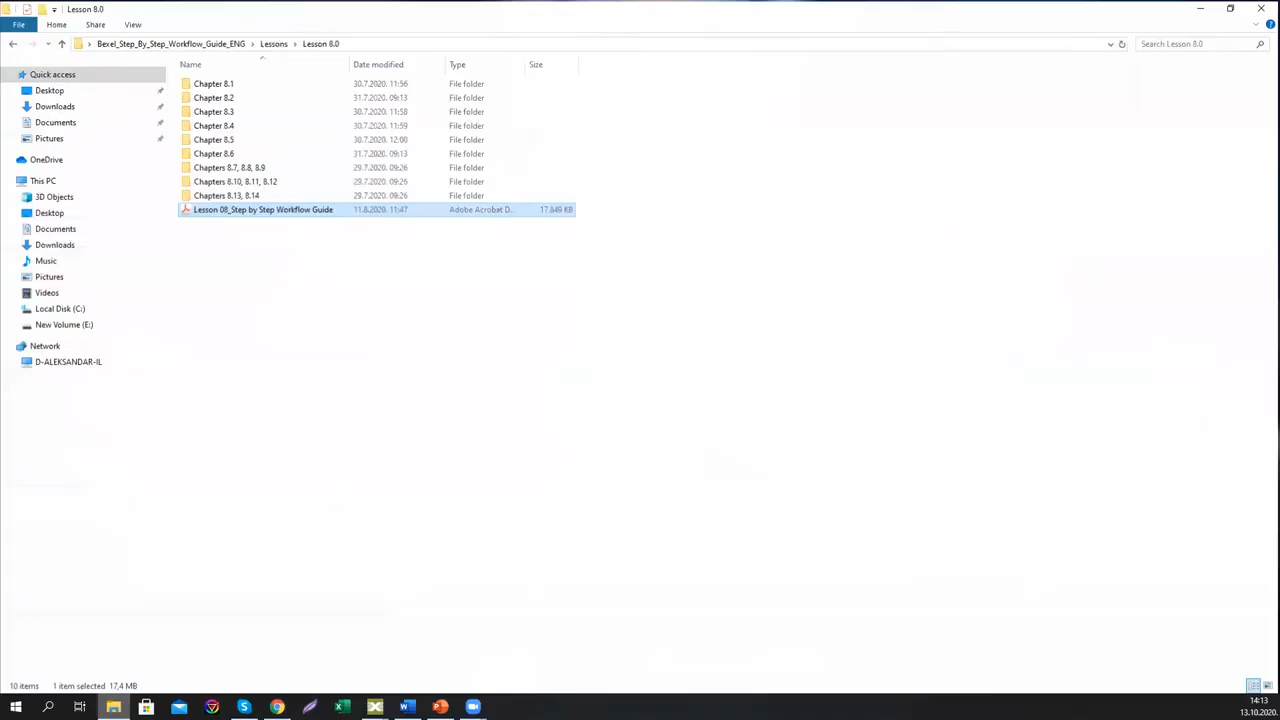 Lesson 8.0
File Home Share View
Bexel_Step_By_Step_Workflow_Guide_ENG > Lessons > Lesson 8.0
Search Lesson 8.0
Name Date modified Type Size
Quick access
Desktop
Downloads
Documents
Pictures
OneDrive
This PC
3D Objects
Desktop
Documents
Downloads
Music
Pictures
Videos
Local Disk (C:)
New Volume (E:)
Network
D-ALEKSANDAR-IL
Chapter 8.1 30.7.2020. 11:56 File folder
Chapter 8.2 31.7.2020. 09:13 File folder
Chapter 8.3 30.7.2020. 11:58 File folder
Chapter 8.4 30.7.2020. 11:59 File folder
Chapter 8.5 30.7.2020. 12:00 File folder
Chapter 8.6 31.7.2020. 09:13 File folder
Chapters 8.7, 8.8, 8.9 29.7.2020. 09:26 File folder
Chapters 8.10, 8.11, 8.12 29.7.2020. 09:26 File folder
Chapters 8.13, 8.14 29.7.2020. 09:26 File folder
Lesson 08_Step by Step Workflow Guide 11.8.2020. 11:47 Adobe Acrobat D... 17.849 KB
10 items 1 item selected 17,4 MB
14:13
13.10.2020.